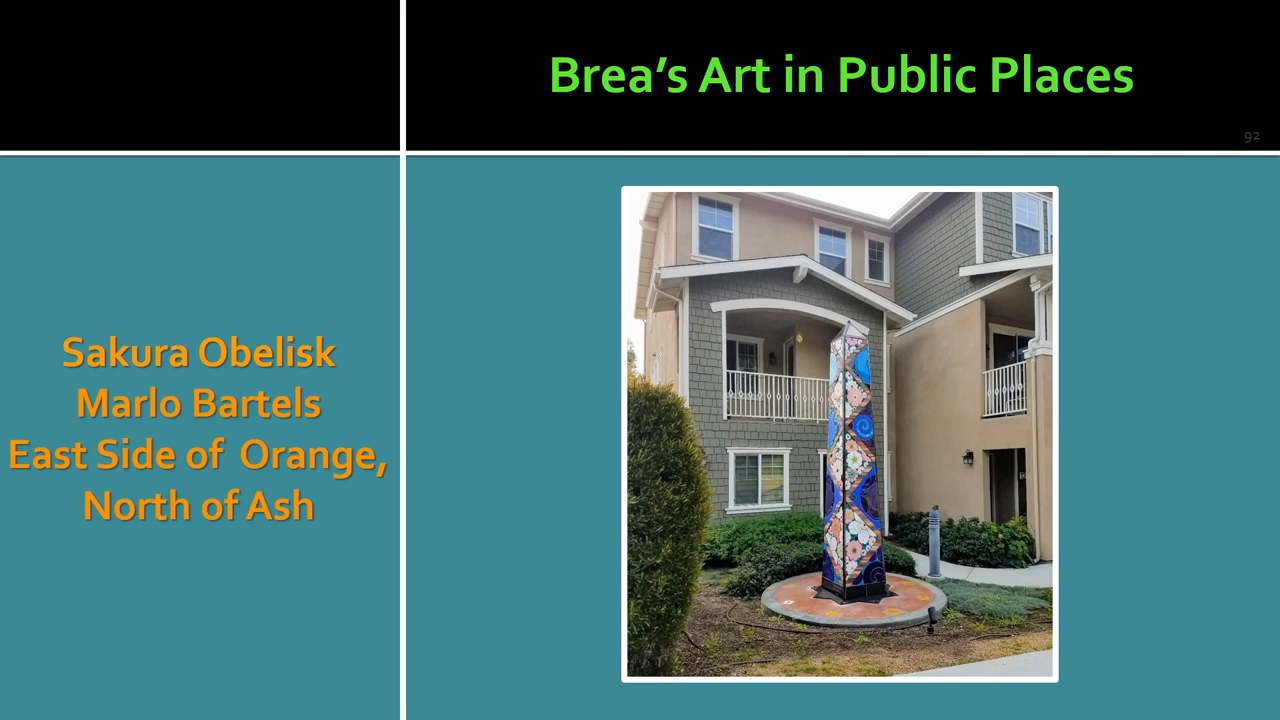 Brea’s Art in Public Places
92
Sakura Obelisk
Marlo Bartels
East Side of  Orange,
North of Ash